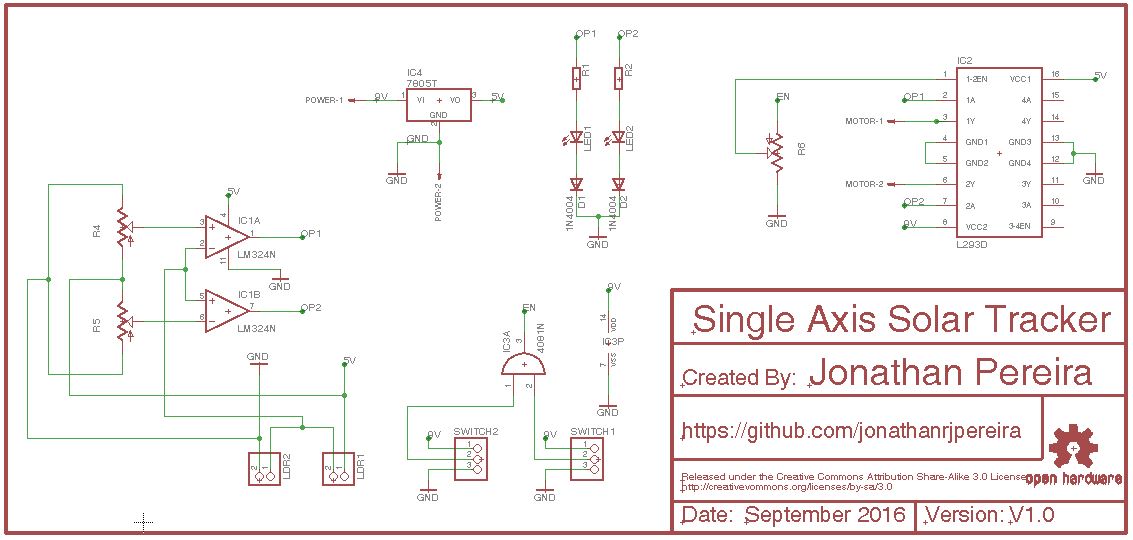 IC4
7805T
POWER-1
9V
1
VI
VO
3
5V
GND
2
GND
GND
POWER-2
OP1
OP2
R1
R2
LED1
LED2
1N4004
D1
1N4004
D2
GND
EN
R6
GND
IC2
1
1-2EN
VCC1
16
5V
OP1
2
1A
4A
15
MOTOR-1
3
1Y
4Y
14
4
GND1
GND3
13
5
GND2
GND4
12
GND
MOTOR-2
6
2Y
3Y
11
OP2
7
2A
3A
10
9V
8
VCC2
3-4EN
9
L293D
R4
5V
4
IC1A
3
2
1
OP1
11
LM324N
GND
R5
IC1B
5
6
7
OP2
LM324N
GND
5V
2
1
LDR2
2
1
LDR1
EN
IC3A
3
4081N
1
2
9V
14
VDD
IC3P
7
VSS
GND
SWITCH2
9V
1
2
3
GND
SWITCH1
9V
1
2
3
GND
Single Axis Solar Tracker
Created By: Jonathan Pereira
https://github.com/jonathanrjpereira
Released under the Creative Commons Attribution Share-Alike 3.0 License
http://creativevommons.org/licenses/by-sa/3.0
open hardware
Date: September 2016
Version: V1.0